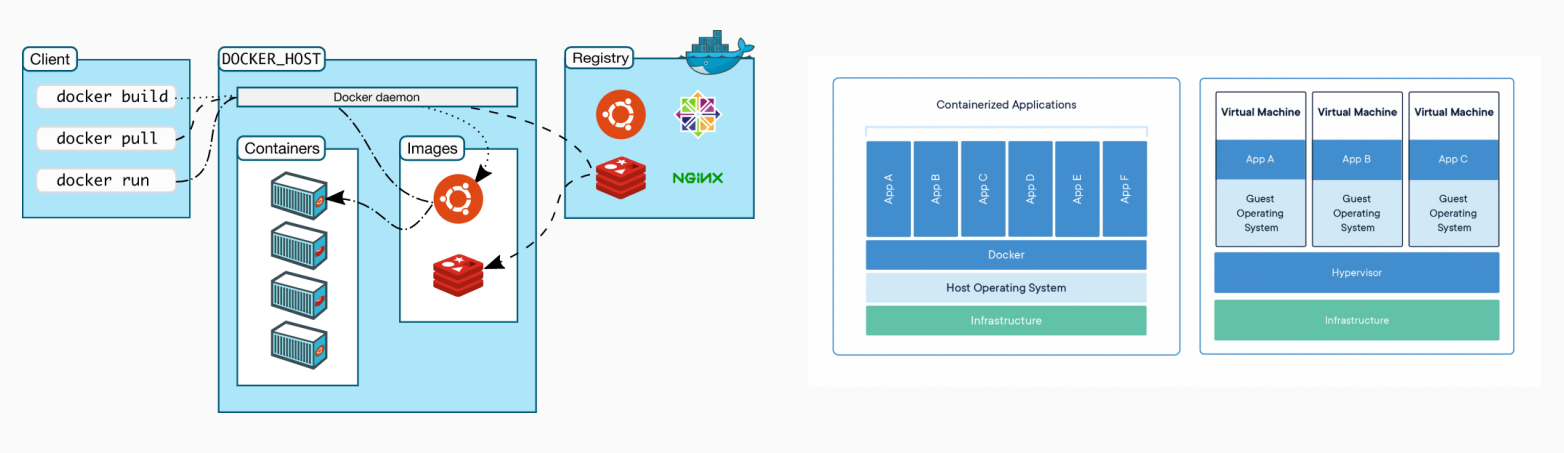 Client
docker build
docker pull
docker run
DOCKER_HOST
Docker daemon
Containers
Images
Registry
NGINX
Containerized Applications
App A
App B
App C
App D
App E
App F
Docker
Host Operating System
Infrastructure
Virtual Machine
App A
Guest
Operating
System
Virtual Machine
App B
Guest
Operating
System
Virtual Machine
App C
Guest
Operating
System
Hypervisor
Infrastructure